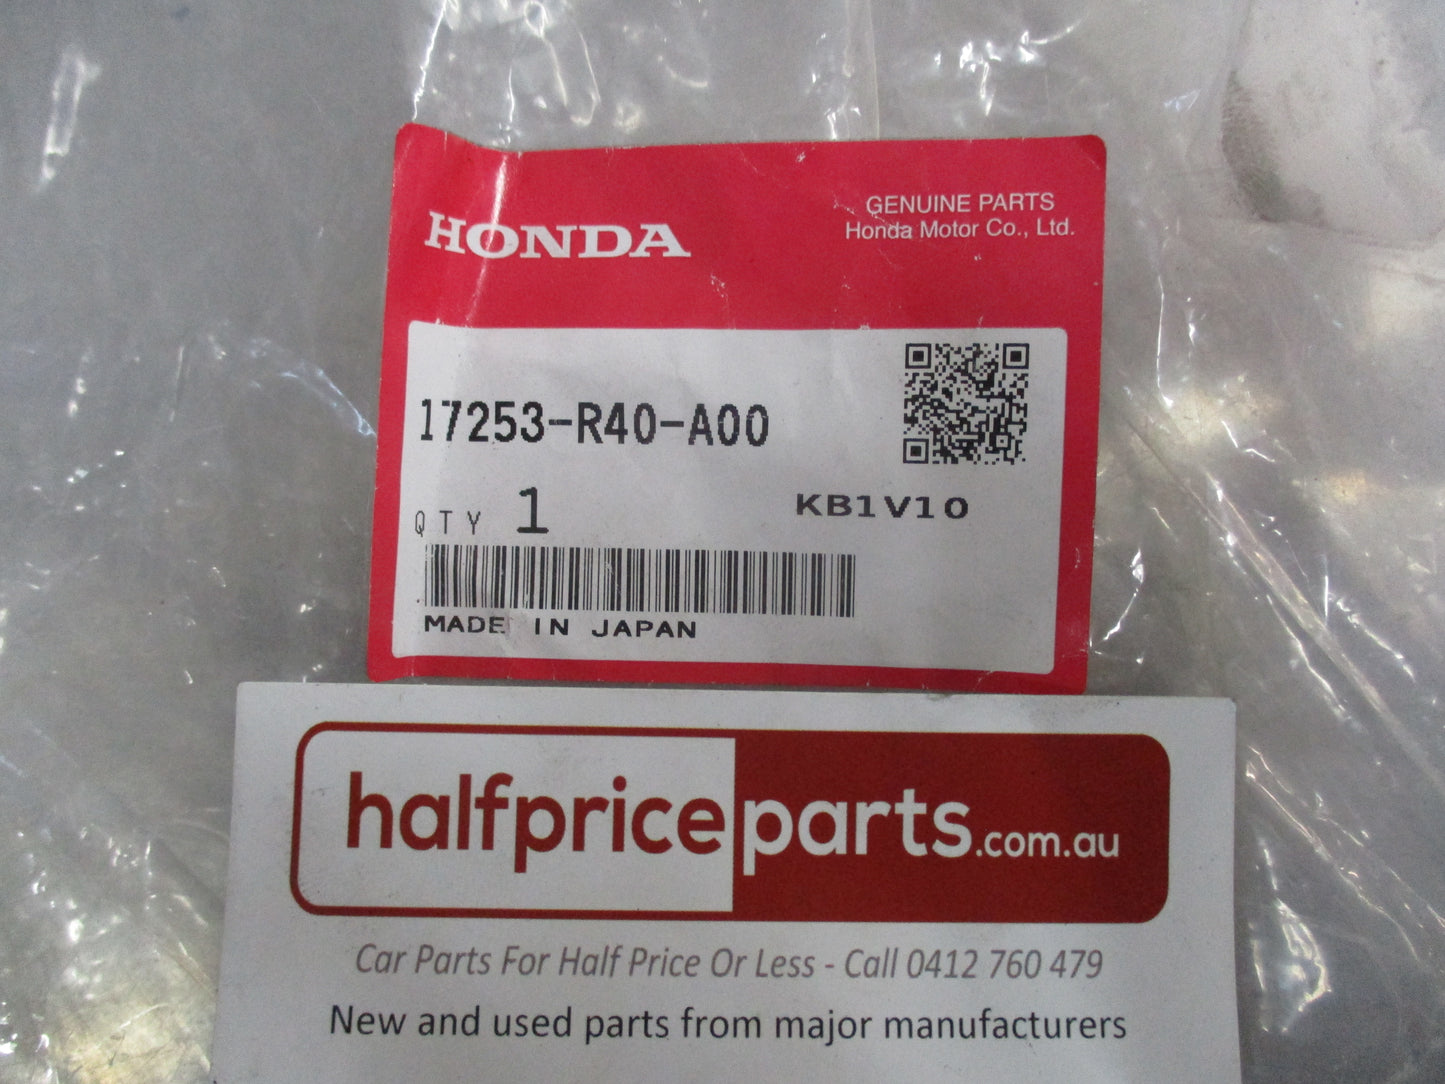 HONDA
GENUINE PARTS
Honda Motor Co., Ltd.
17253-R40-A00
QTY 1
KB1V10
MADE IN JAPAN
halfpriceparts.com.au
Car Parts For Half Price Or Less - Call 0412 760 479
New and used parts from major manufacturers